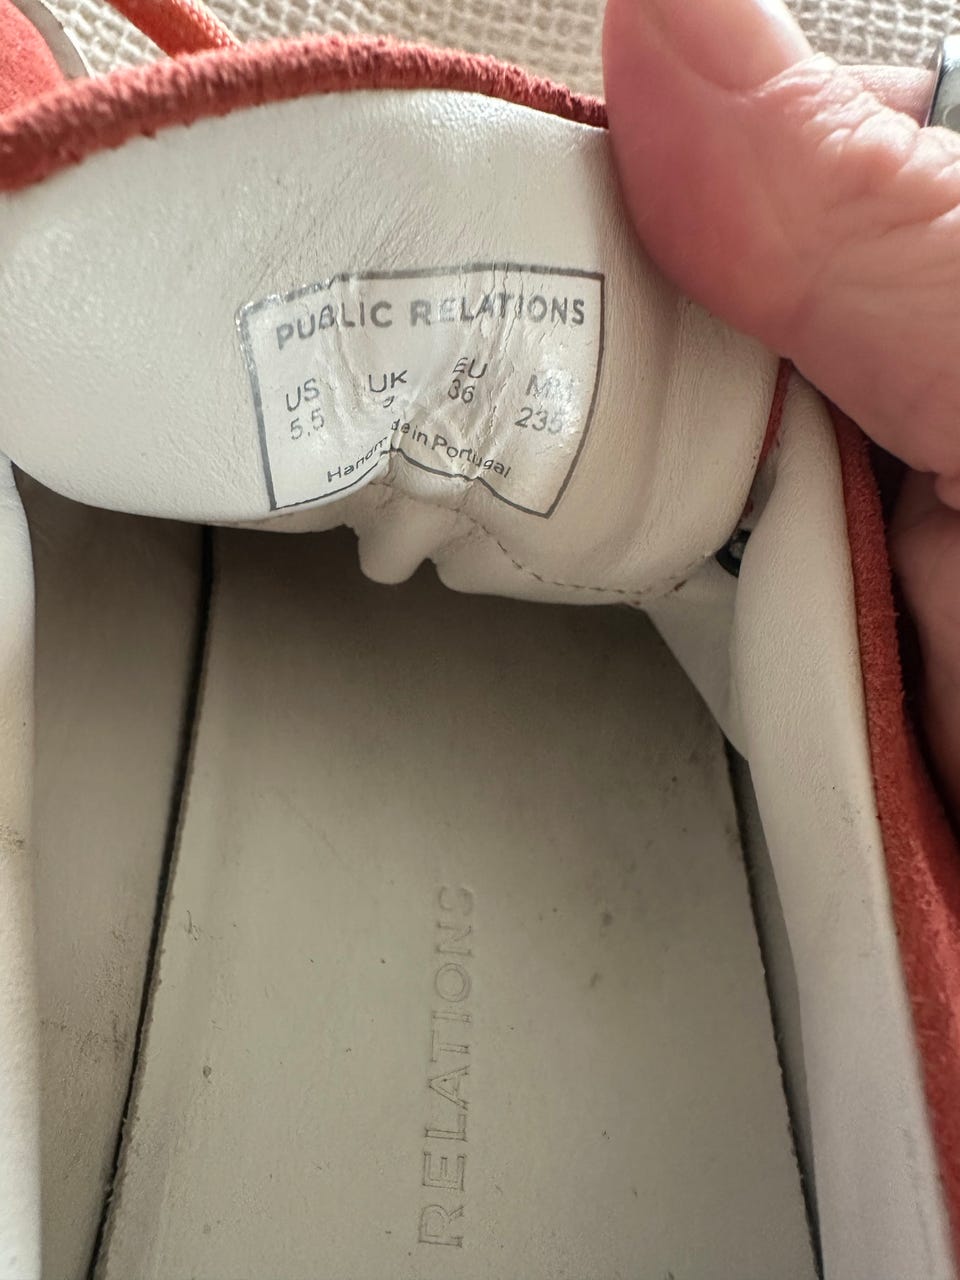 PUBLIC RELATIONS
US UK EU
5,5 36 235
in Portugal
RELATIONS